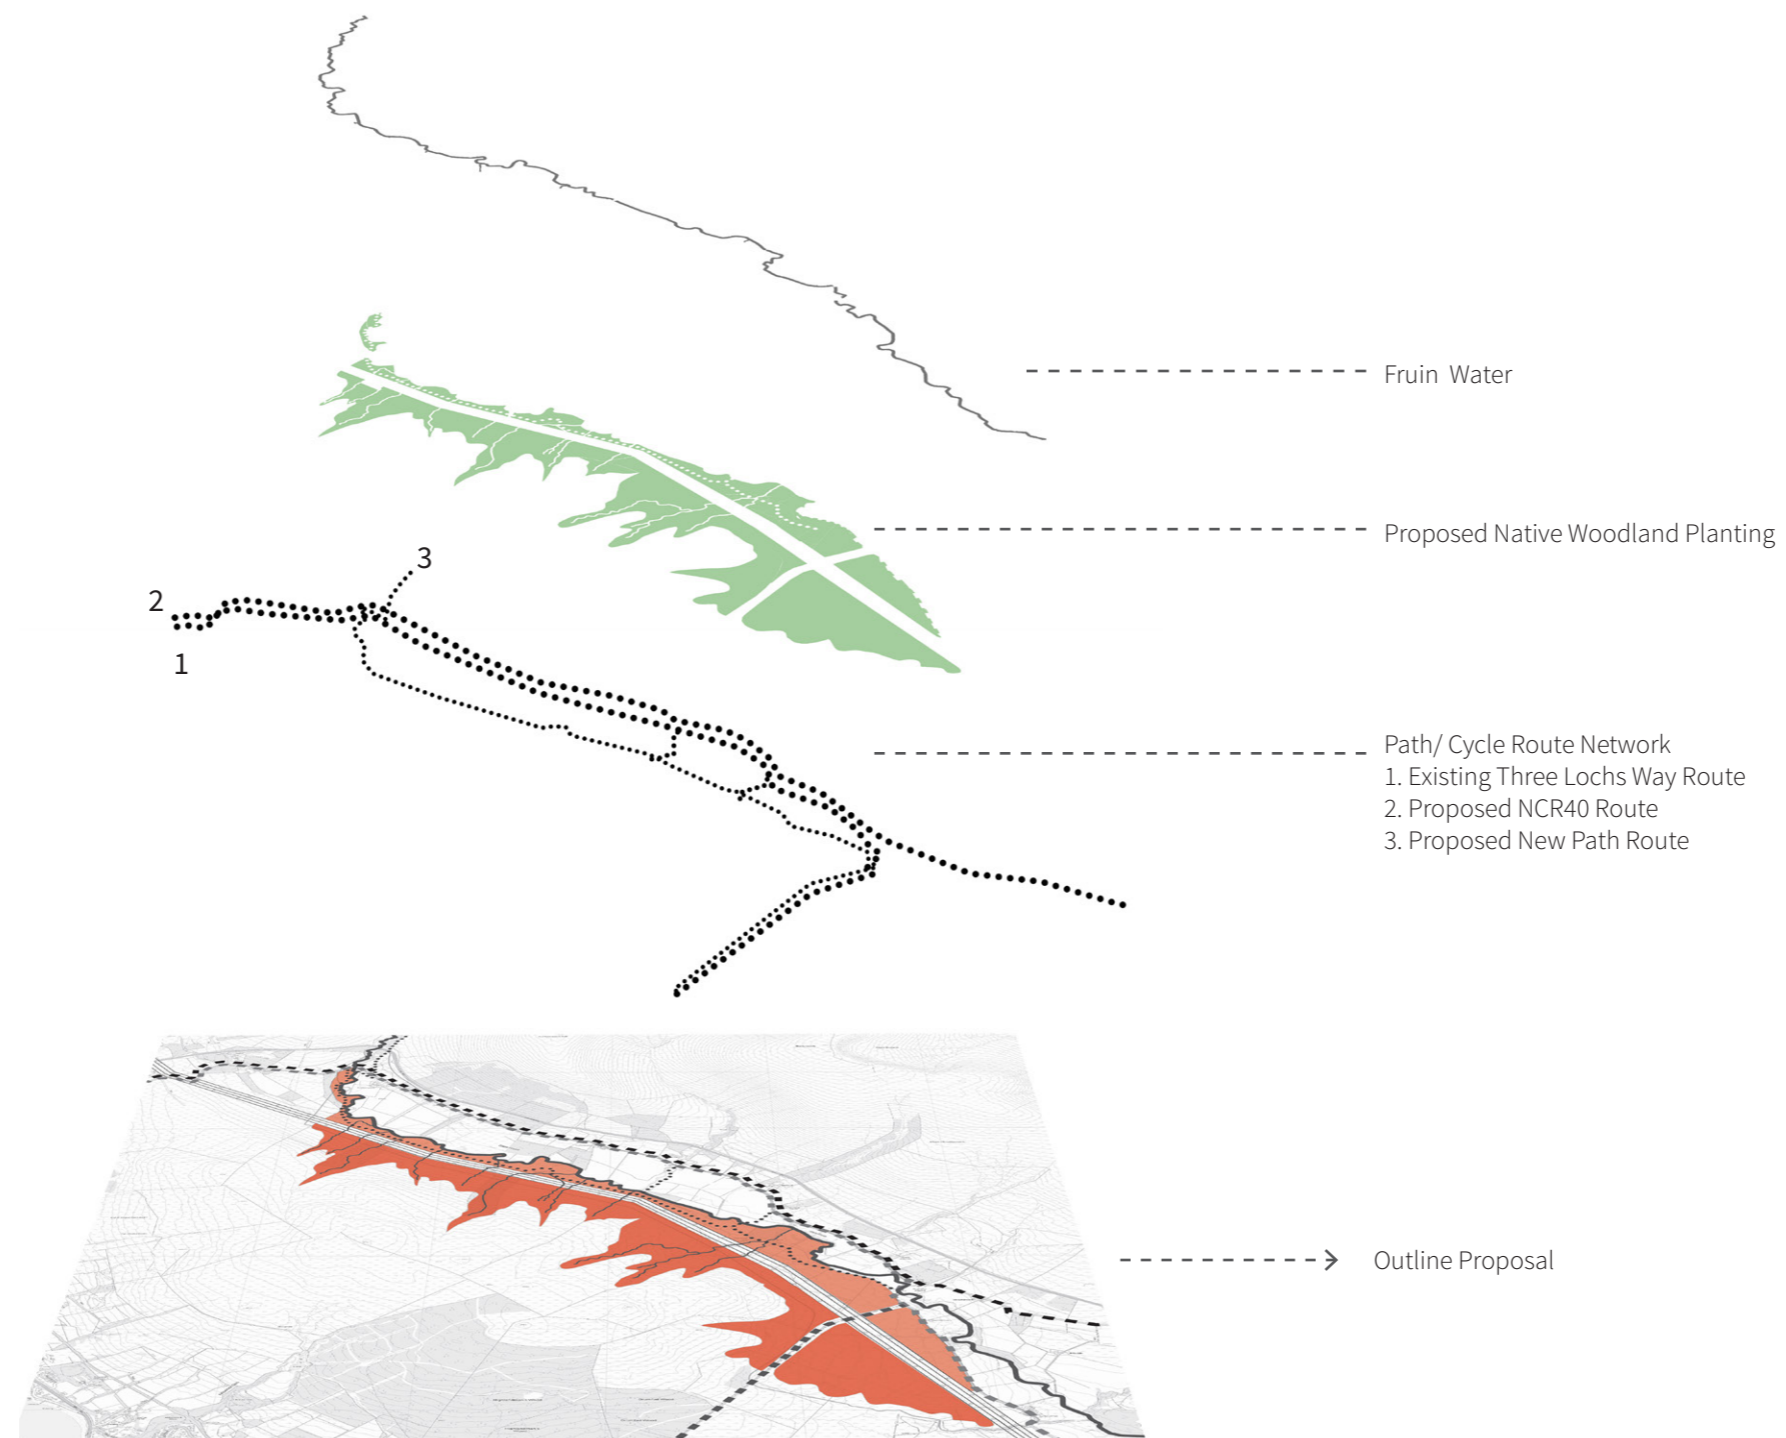 Fruin Water
Proposed Native Woodland Planting
3
2
1
Path/ Cycle Route Network
1. Existing Three Lochs Way Route
2. Proposed NCR40 Route
3. Proposed New Path Route
Outline Proposal